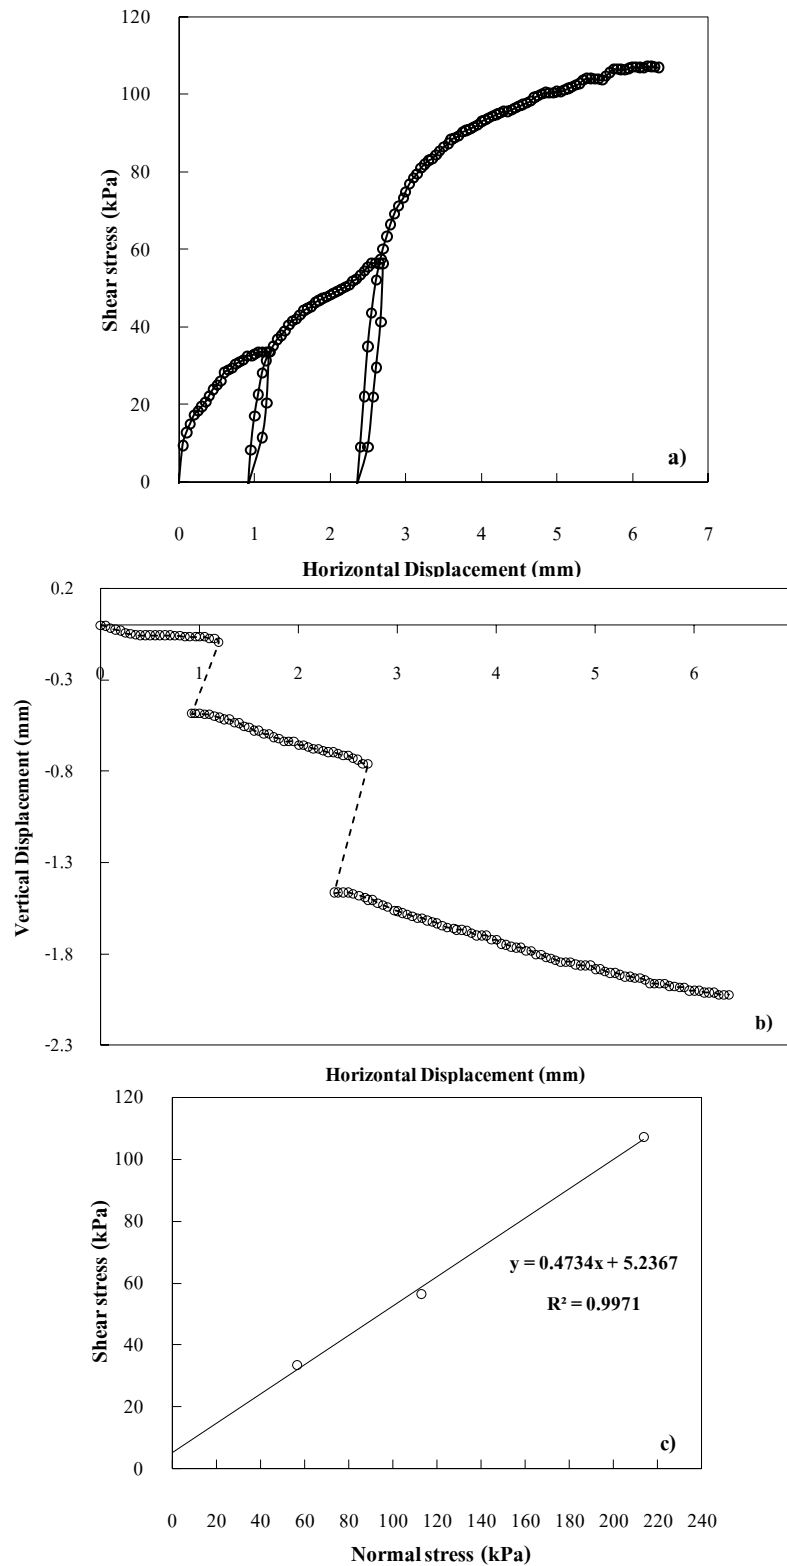 120
100
80
60
40
20
0
Shear stress (kPa)
a)
0 1 2 3 4 5 6 7
Horizontal Displacement (mm)
0.2
-0.3
-0.8
-1.3
-1.8
-2.3
Vertical Displacement (mm)
0 1 2 3 4 5 6
b)
Horizontal Displacement (mm)
120
100
80
60
40
20
0
Shear stress (kPa)
y = 0.4734x + 5.2367
R² = 0.9971
c)
0 20 40 60 80 100 120 140 160 180 200 220 240
Normal stress (kPa)